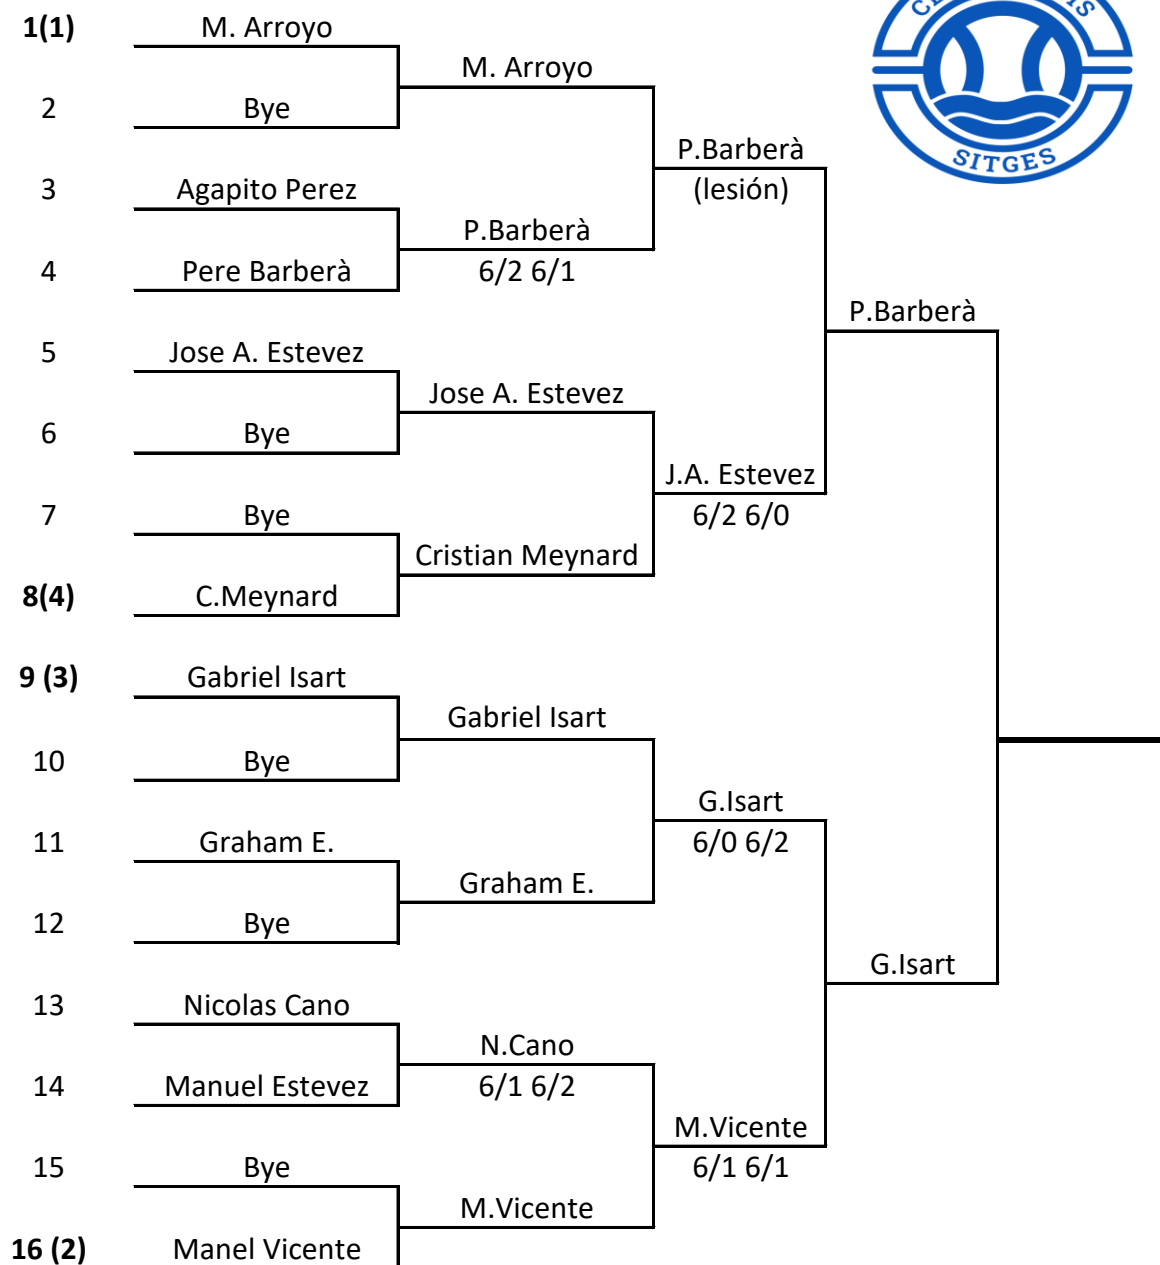 1(1)
M. Arroyo
M. Arroyo
2
Bye
P.Barberà
(lesión)
3
Agapito Perez
P.Barberà
6/2 6/1
4
Pere Barberà
P.Barberà
5
Jose A. Estevez
Jose A. Estevez
6
Bye
J.A. Estevez
6/2 6/0
7
Bye
Cristian Meynard
8(4)
C.Meynard
9 (3)
Gabriel Isart
Gabriel Isart
10
Bye
G.Isart
6/0 6/2
11
Graham E.
Graham E.
12
Bye
G.Isart
13
Nicolas Cano
N.Cano
6/1 6/2
14
Manuel Estevez
M.Vicente
6/1 6/1
15
Bye
M.Vicente
16 (2)
Manel Vicente
SITGES